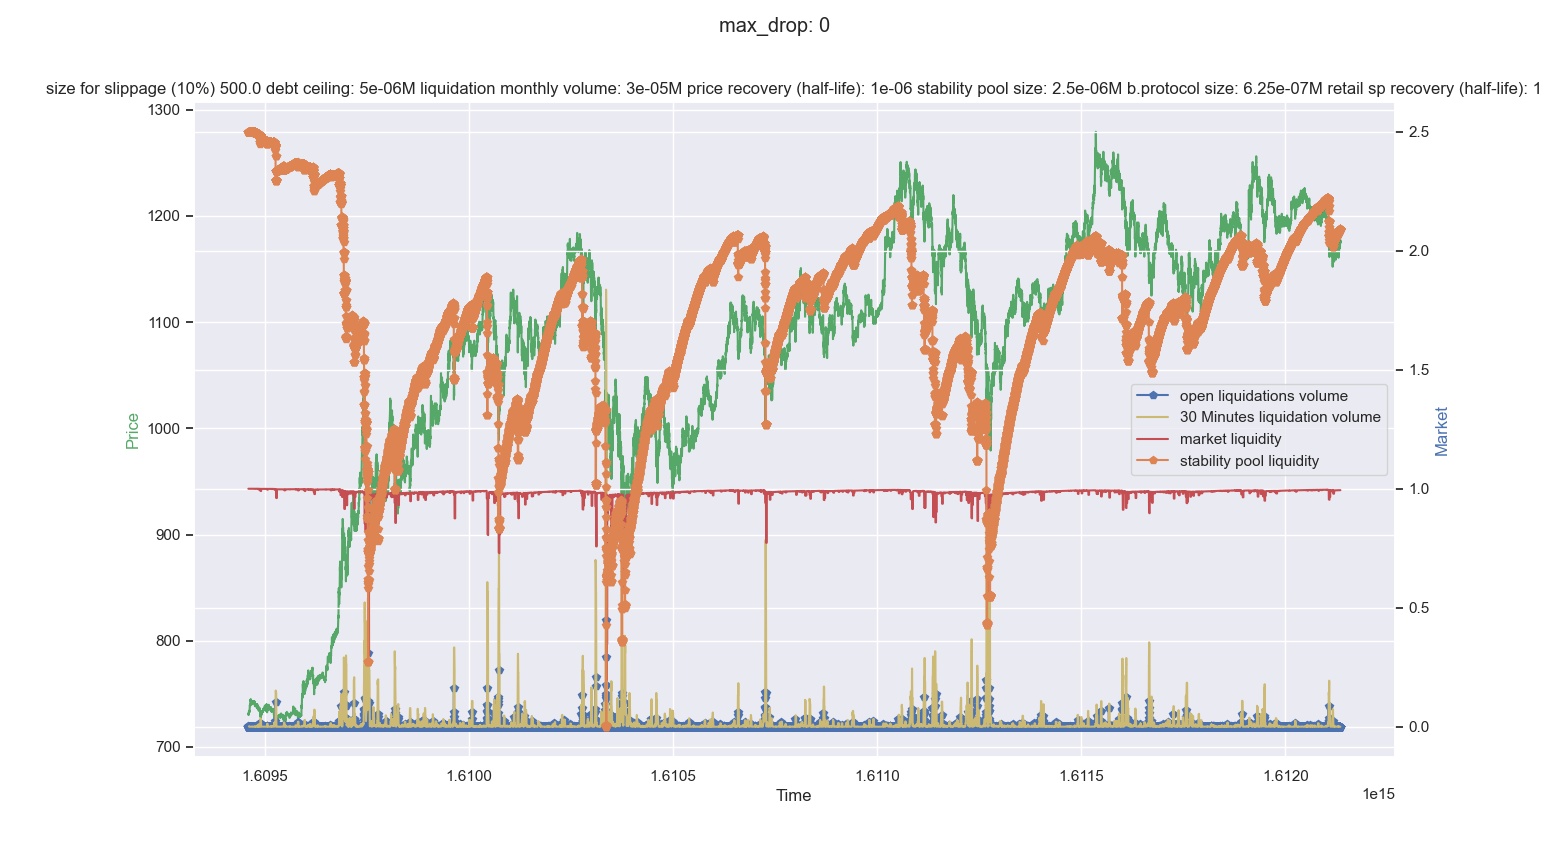 max_drop: 0
size for slippage (10%) 500.0 debt ceiling: 5e-06M liquidation monthly volume: 3e-05M price recovery (half-life): 1e-06 stability pool size: 2.5e-06M b.protocol size: 6.25e-07M retail sp recovery (half-life): 1
1300
1200
1100
1000
900
800
700
Price
2.5
2.0
1.5
1.0
0.5
0.0
Market
open liquidations volume
30 Minutes liquidation volume
market liquidity
stability pool liquidity
1.6095 1.6100 1.6105 1.6110 1.6115 1.6120
1e15
Time